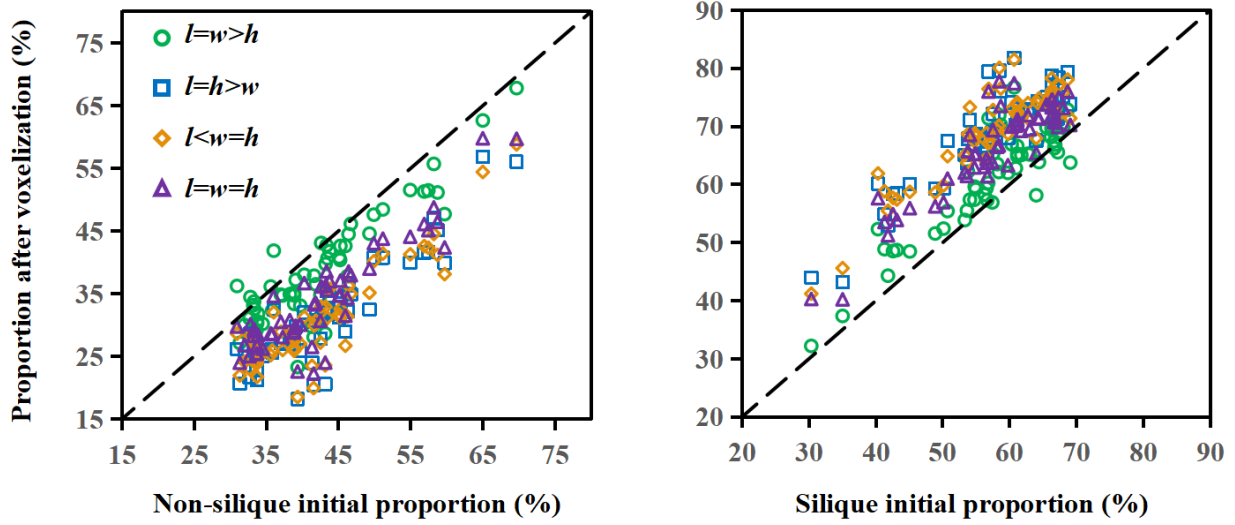 Proportion after voxelization (%)
75
65
55
45
35
25
15
l=w>h
l=h>w
l<w=h
l=w=h
15 25 35 45 55 65 75
Non-silique initial proportion (%)
90
80
70
60
50
40
30
20
20 30 40 50 60 70 80 90
Silique initial proportion (%)